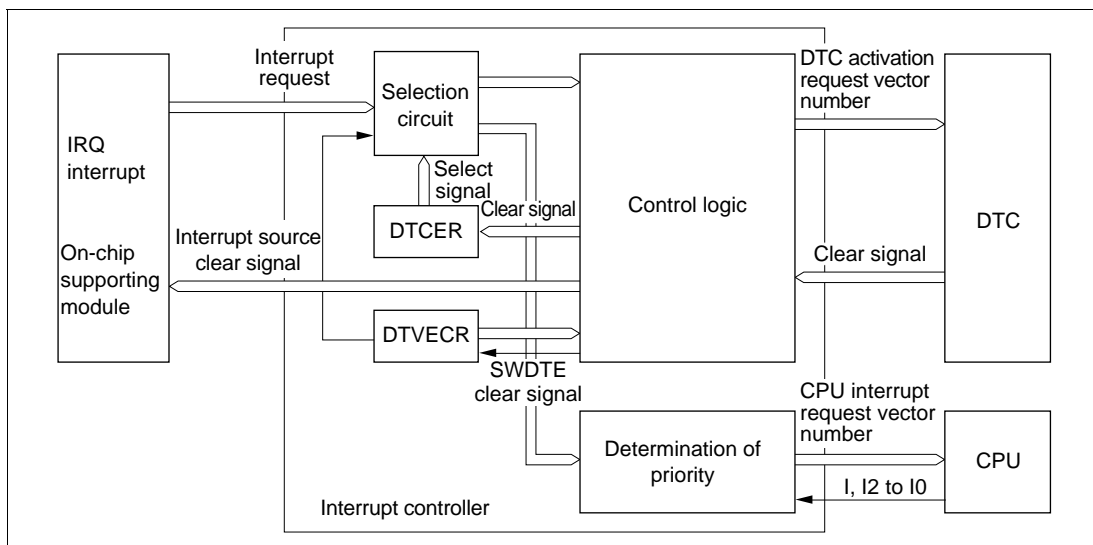 Interrupt
request
IRQ
interrupt
On-chip
supporting
module
Selection
circuit
Select
signal
DTCER
Clear signal
Interrupt source
clear signal
DTVECR
SWDTE
clear signal
Control logic
DTC activation
request vector
number
DTC
Clear signal
Determination of
priority
CPU interrupt
request vector
number
CPU
I, I2 to I0
Interrupt controller